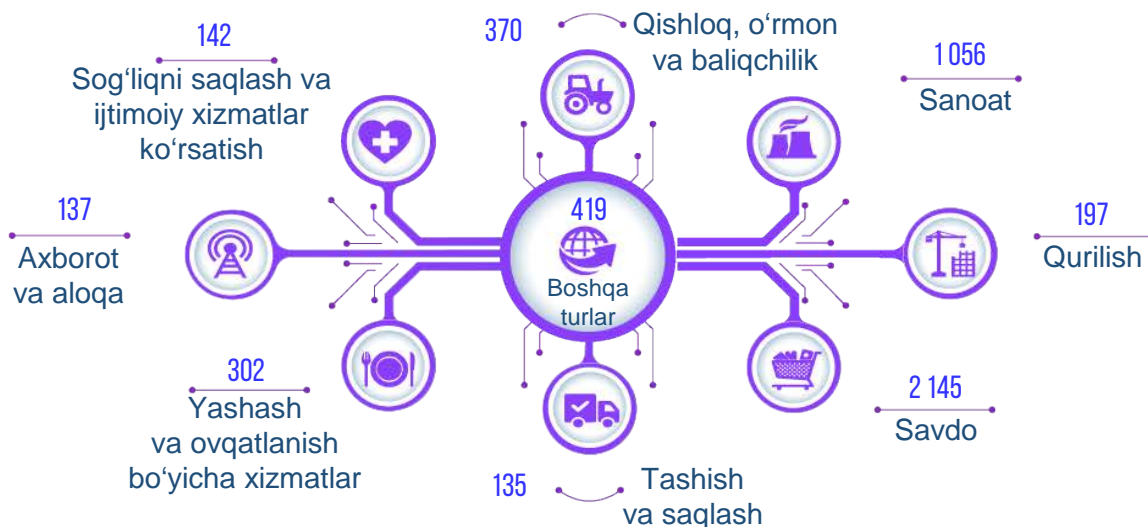 142
Sog‘liqni saqlash va
ijtimoiy xizmatlar
ko‘rsatish
370
Qishloq, o‘rmon
va baliqchilik
1 056
Sanoat
137
Axborot
va aloqa
419
Boshqa
turlar
197
Qurilish
302
Yashash
va ovqatlanish
bo‘yicha xizmatlar
135
Tashish
va saqlash
2 145
Savdo